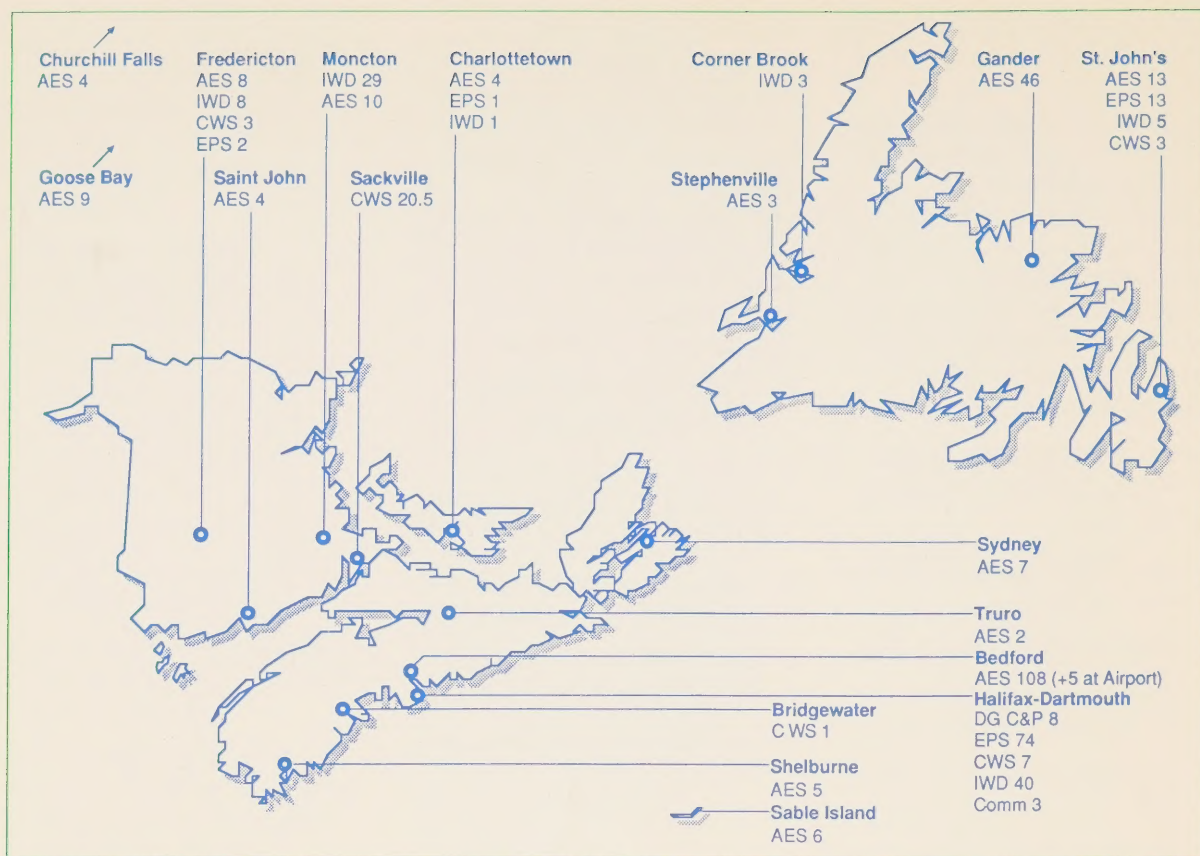 Churchill Falls
AES 4
Fredericton
AES 8
IWD 8
CWS 3
EPS 2
Moncton
IWD 29
AES 10
Charlottetown
AES 4
EPS 1
IWD 1
Corner Brook
IWD 3
Gander
AES 46
St. John's
AES 13
EPS 13
IWD 5
CWS 3
Goose Bay
AES 9
Saint John
AES 4
Sackville
CWS 20.5
Stephenville
AES 3
Sydney
AES 7
Truro
AES 2
Bedford
AES 108 (+5 at Airport)
Halifax-Dartmouth
DG C&P 8
EPS 74
CWS 7
IWD 40
Comm 3
Bridgewater
CWS 1
Shelburne
AES 5
Sable Island
AES 6